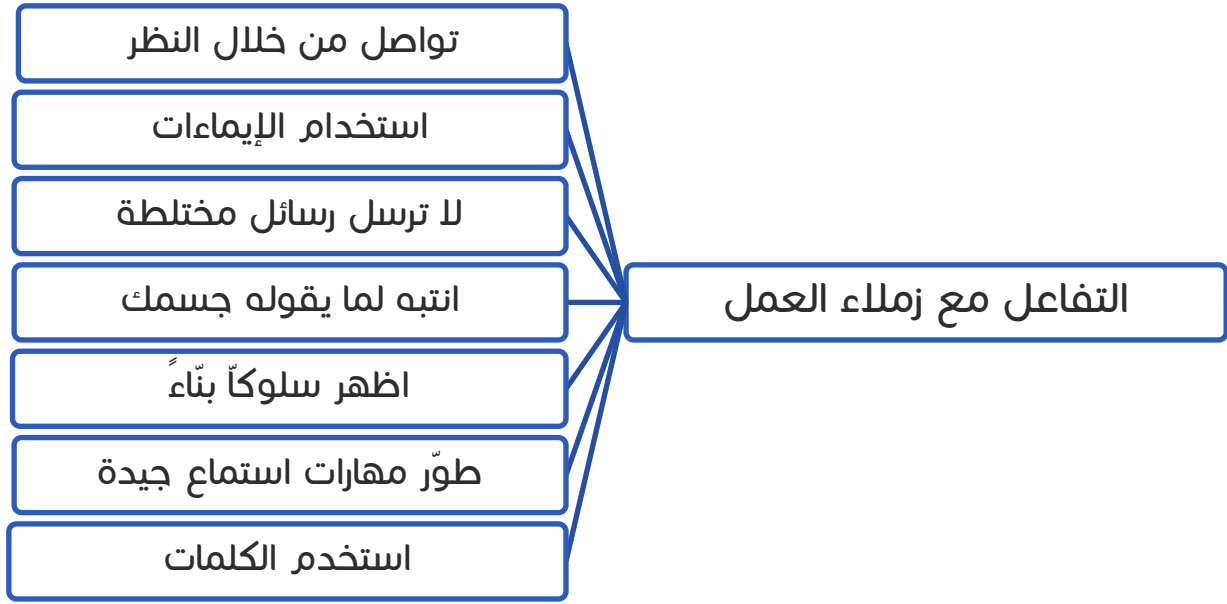 التفاعل مع زملاء العمل
تواصل من خلال النظر
استخدام الإيماءات
لا ترسل رسائل مختلطة
انتبه لما يقوله جسمك
اظهر سلوكاّ بنّاءً
طوّر مهارات استماع جيدة
استخدم الكلمات